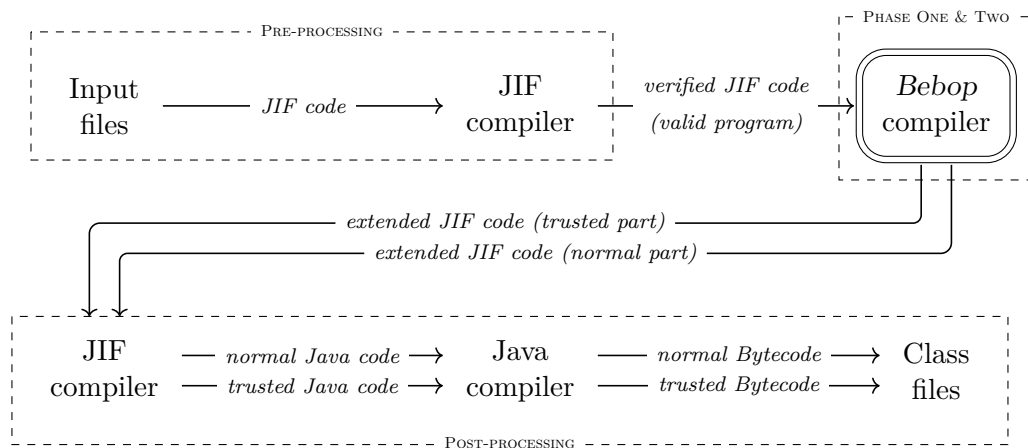 PRE-PROCESSING
PHASE ONE & TWO
Input
files
JIF code
JIF
compiler
verified JIF code
(valid program)
Bebop
compiler
extended JIF code (trusted part)
extended JIF code (normal part)
JIF
compiler
normal Java code
trusted Java code
Java
compiler
normal Bytecode
trusted Bytecode
Class
files
POST-PROCESSING